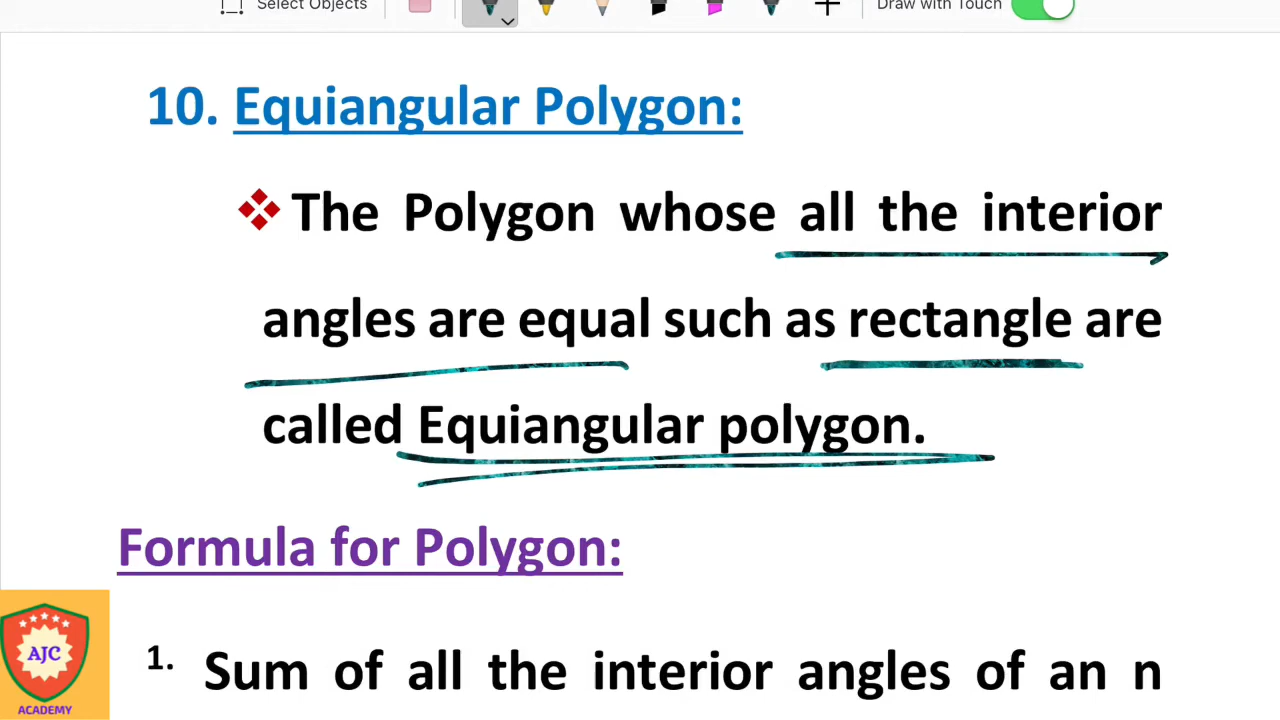 Select Objects
Draw with Touch
10. Equiangular Polygon:
❖ The Polygon whose all the interior
angles are equal such as rectangle are
called Equiangular polygon.
Formula for Polygon:
1. Sum of all the interior angles of an n
AJC
ACADEMY